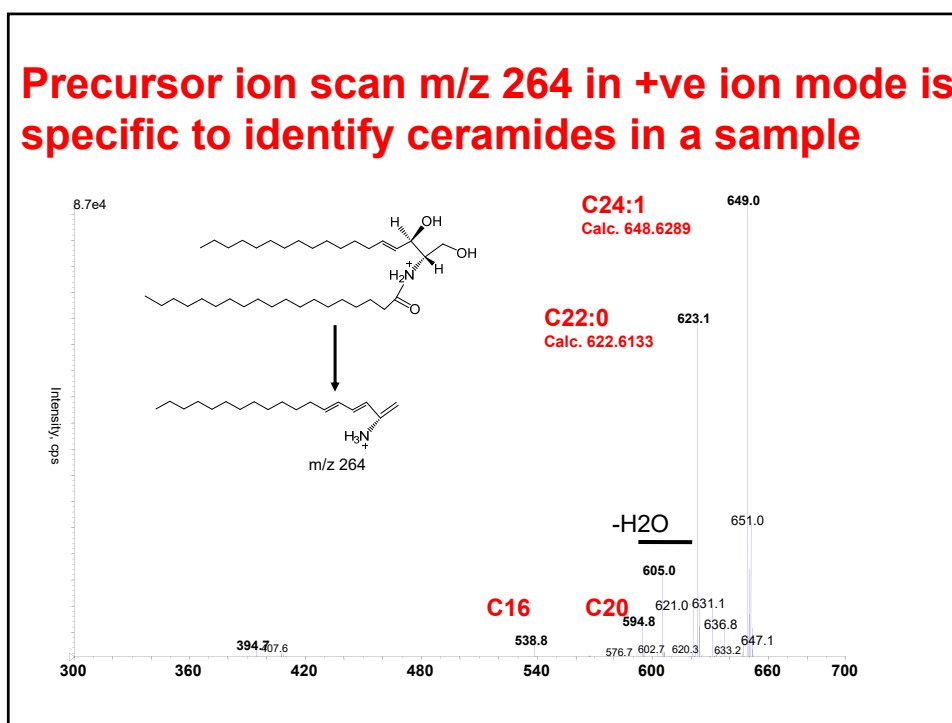 Precursor ion scan m/z 264 in +ve ion mode is
specific to identify ceramides in a sample
8.7e4
C24:1
Calc. 648.6289
649.0
H
OH
OH
+
H2N
H
O
C22:0
Calc. 622.6133
623.1
Intensity, cps
H3N
+
m/z 264
-H2O
651.0
605.0
C16
C20
621.0
631.1
594.8
636.8
394.7
407.6
538.8
576.7
602.7
620.3
633.2
647.1
300
360
420
480
540
600
660
700